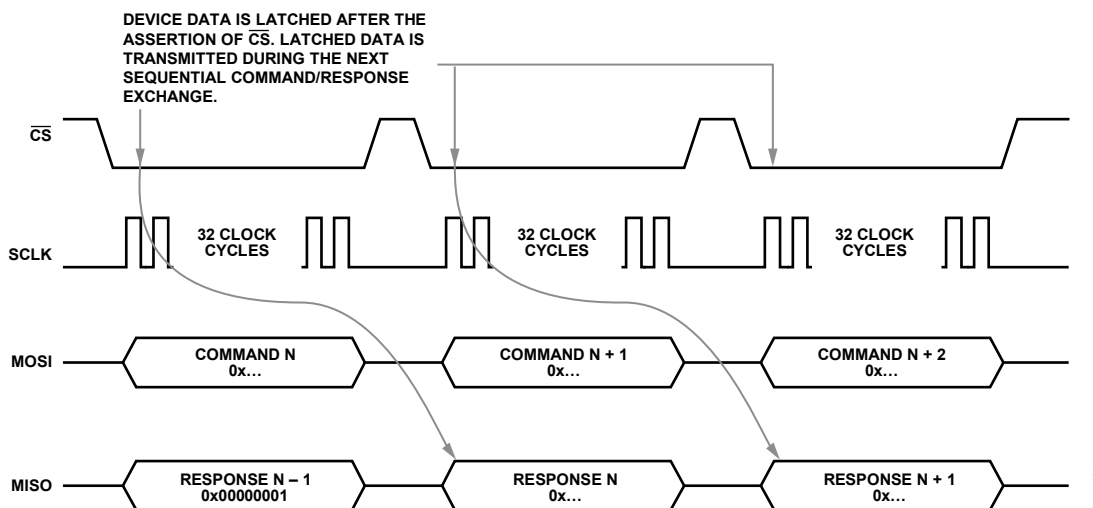 DEVICE DATA IS LATCHED AFTER THE
ASSERTION OF C̅S̅. LATCHED DATA IS
TRANSMITTED DURING THE NEXT
SEQUENTIAL COMMAND/RESPONSE
EXCHANGE.
C̅S̅
SCLK
32 CLOCK
CYCLES
32 CLOCK
CYCLES
32 CLOCK
CYCLES
MOSI
COMMAND N
0x…
COMMAND N + 1
0x…
COMMAND N + 2
0x…
MISO
RESPONSE N – 1
0x00000001
RESPONSE N
0x…
RESPONSE N + 1
0x…